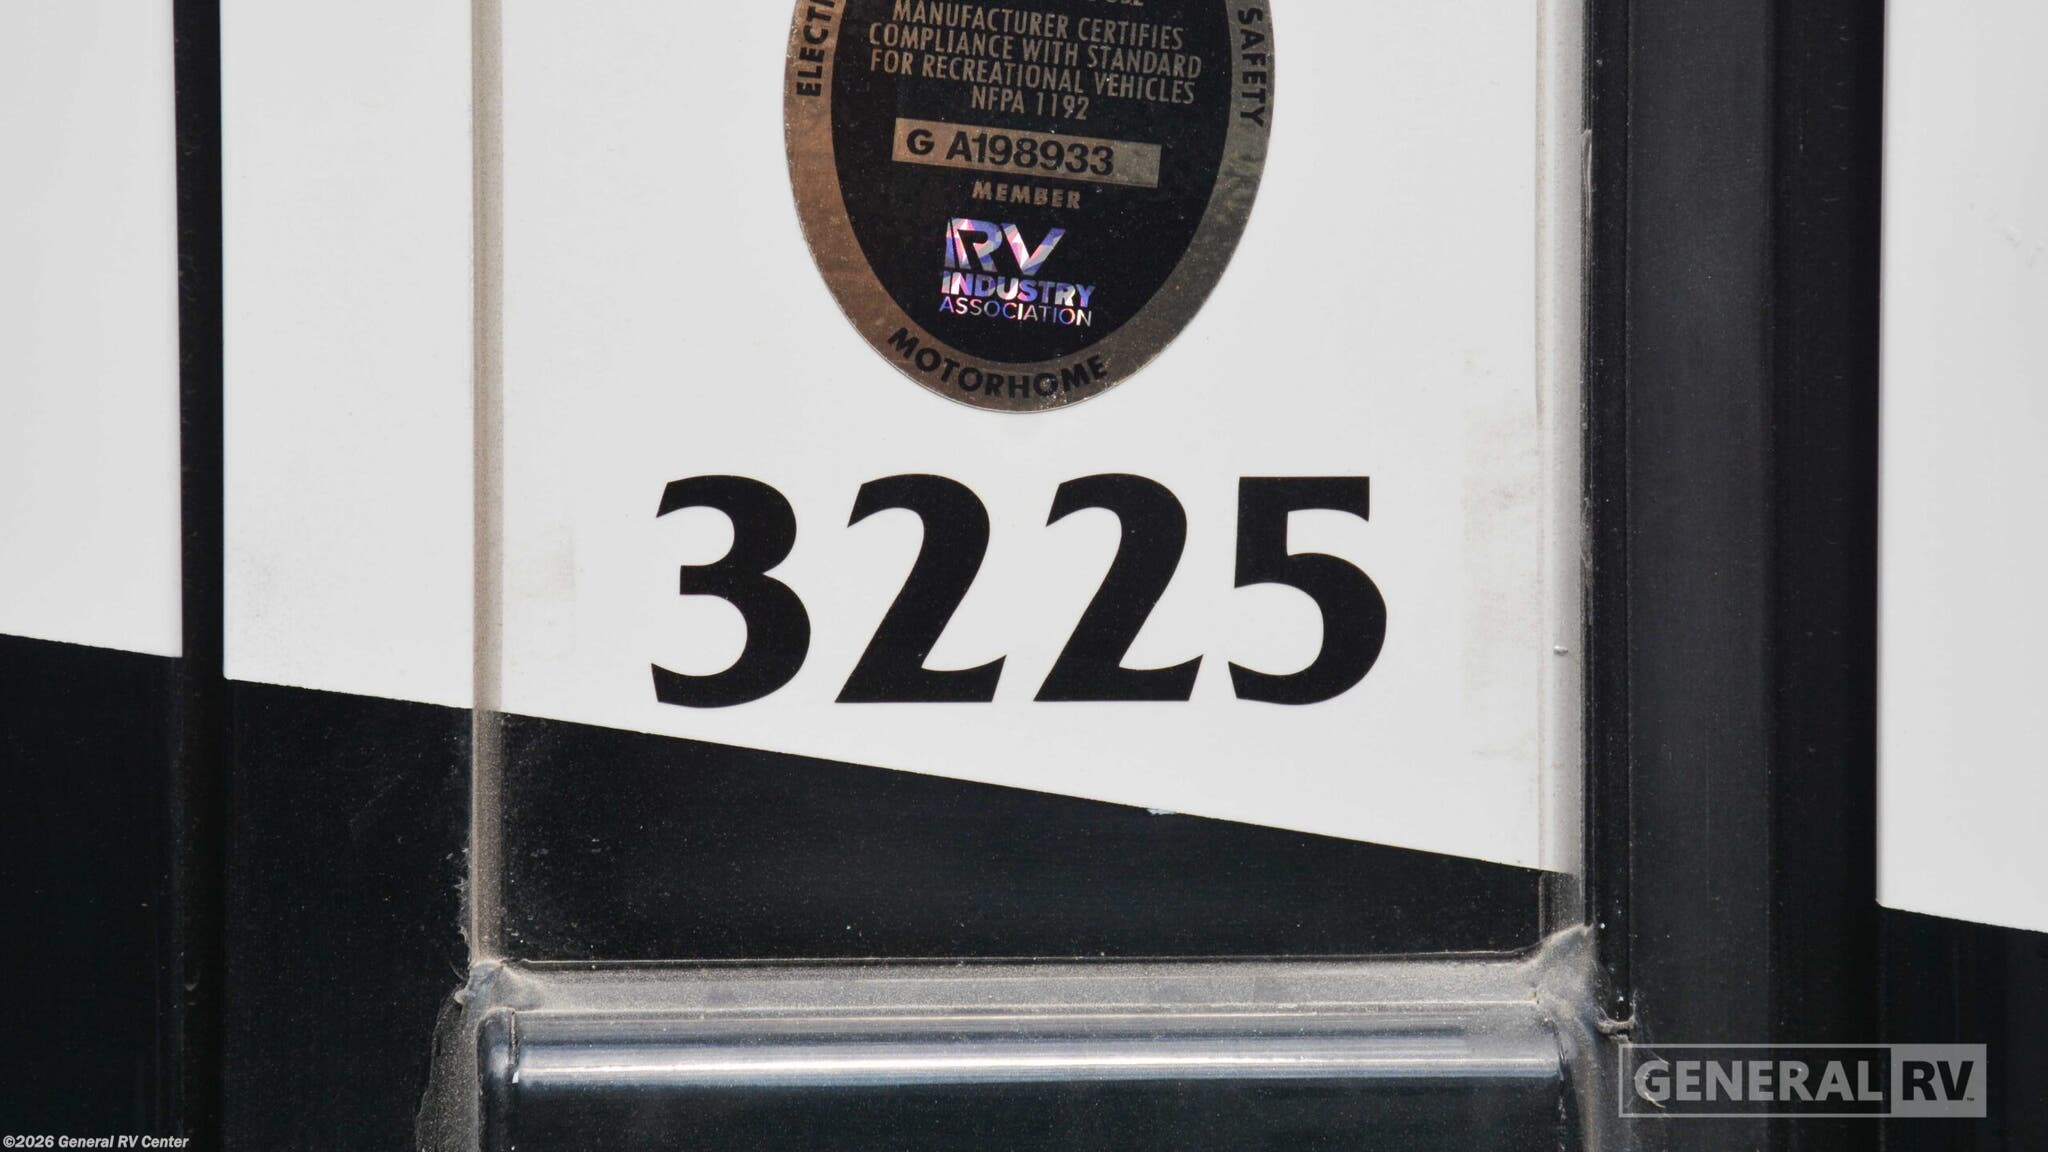 SAFETY
MANUFACTURER CERTIFIES
COMPLIANCE WITH STANDARD
FOR RECREATIONAL VEHICLES
NFPA 1192
G A198933
MEMBER
RV
INDUSTRY
ASSOCIATION
MOTORHOME
3225
GENERAL RV
©2026 General RV Center